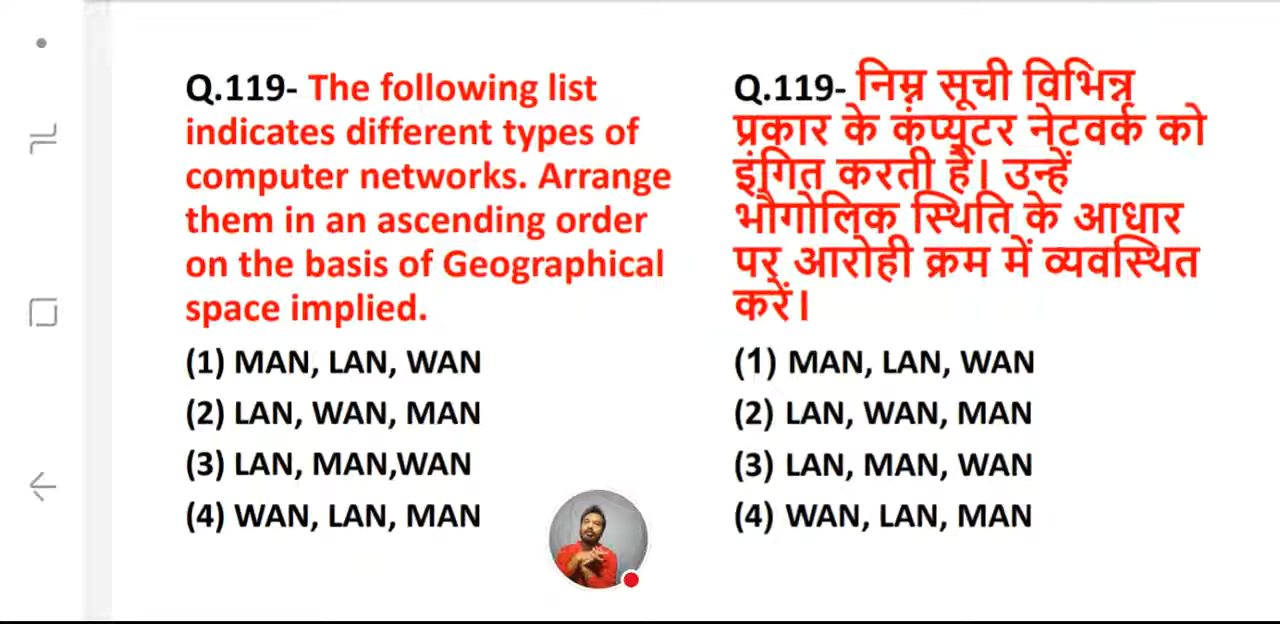 Q.119- The following list
indicates different types of
computer networks. Arrange
them in an ascending order
on the basis of Geographical
space implied.
(1) MAN, LAN, WAN
(2) LAN, WAN, MAN
(3) LAN, MAN,WAN
(4) WAN, LAN, MAN
Q.119- निम्न सूची विभिन्न
प्रकार के कंप्यूटर नेटवर्क को
इंगित करती है। उन्हें
भौगोलिक स्थिति के आधार
पर आरोही क्रम में व्यवस्थित
करें।
(1) MAN, LAN, WAN
(2) LAN, WAN, MAN
(3) LAN, MAN, WAN
(4) WAN, LAN, MAN